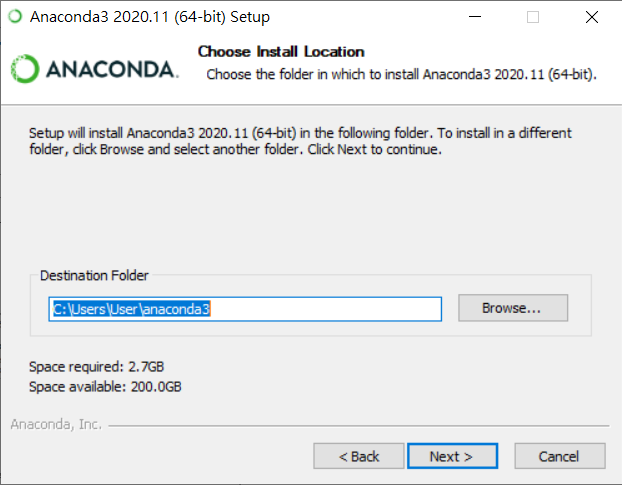 Anaconda3 2020.11 (64-bit) Setup
ANACONDA.
Choose Install Location
Choose the folder in which to install Anaconda3 2020.11 (64-bit).
Setup will install Anaconda3 2020.11 (64-bit) in the following folder. To install in a different
folder, click Browse and select another folder. Click Next to continue.
Destination Folder
C:\Users\User\anaconda3
Browse...
Space required: 2.7GB
Space available: 200.0GB
Anaconda, Inc.
< Back
Next >
Cancel